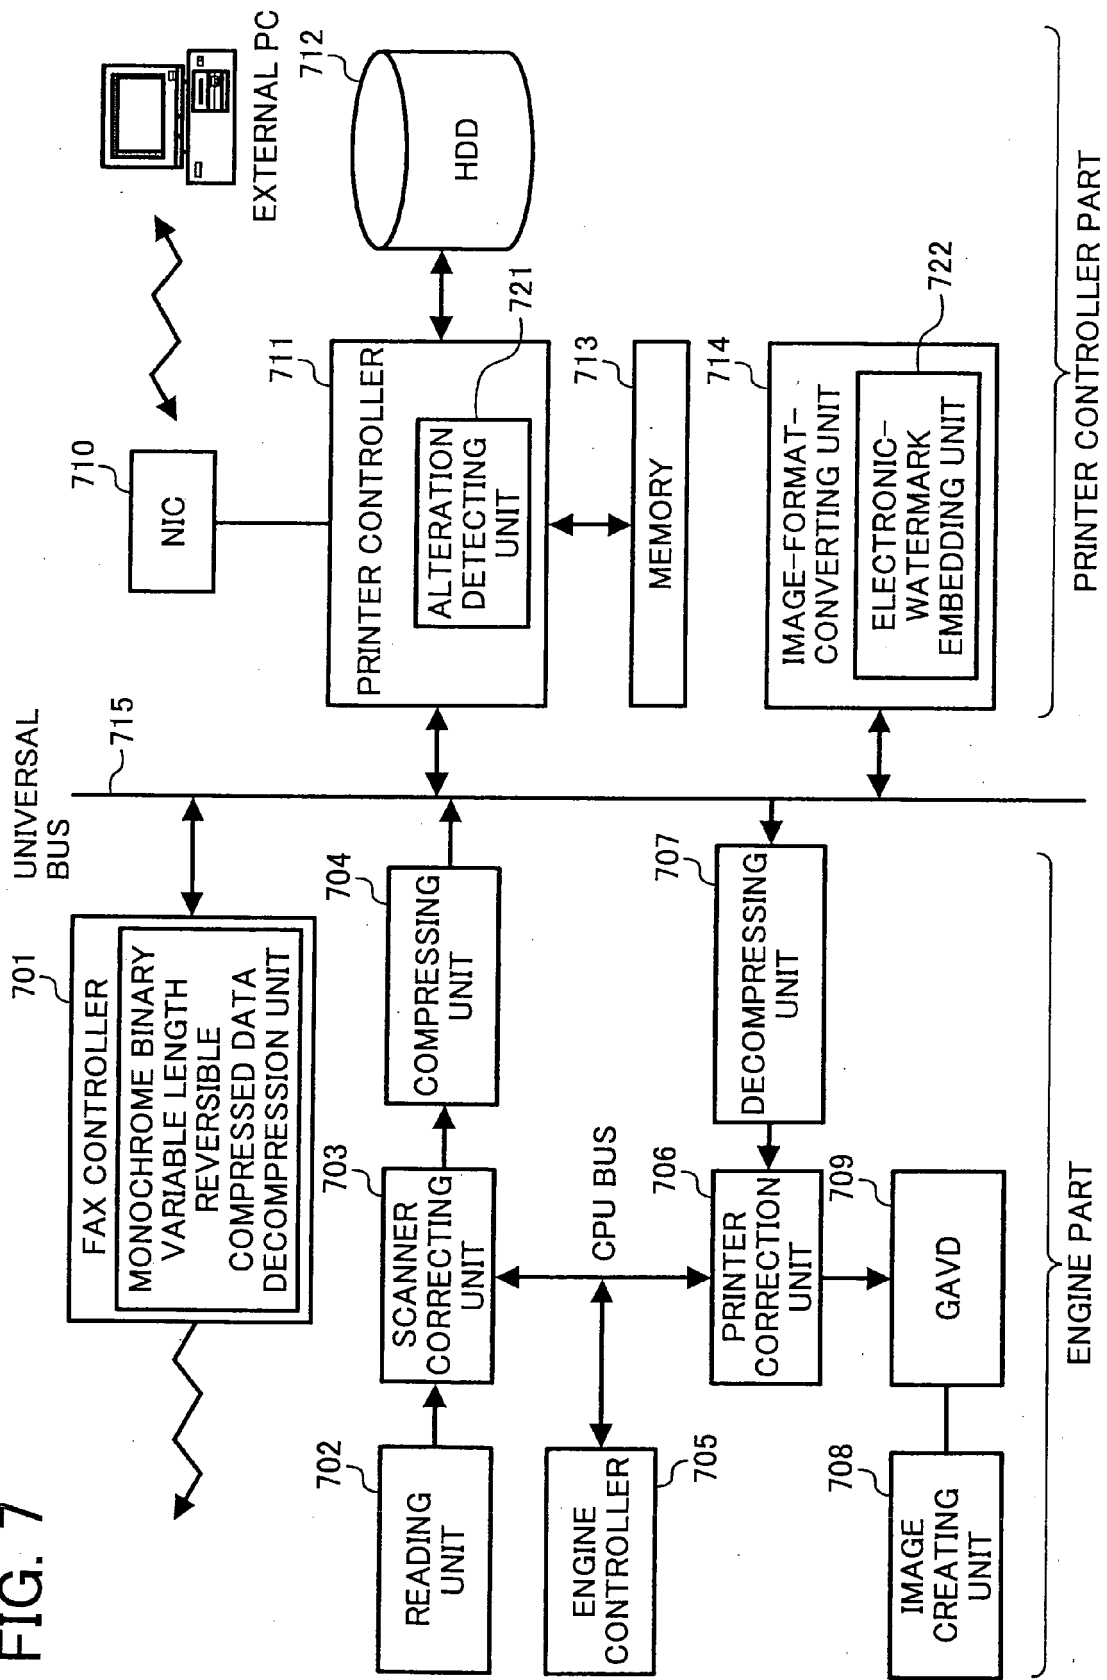 FIG. 7
UNIVERSAL
BUS
715
701
FAX CONTROLLER
MONOCHROME BINARY
VARIABLE LENGTH
REVERSIBLE
COMPRESSED DATA
DECOMPRESSION UNIT
702
READING
UNIT
703
SCANNER
CORRECTING
UNIT
704
COMPRESSING
UNIT
ENGINE
CONTROLLER
705
CPU BUS
706
PRINTER
CORRECTION
UNIT
707
DECOMPRESSING
UNIT
708
IMAGE
CREATING
UNIT
709
GAVD
ENGINE PART
710
NIC
EXTERNAL PC
711
PRINTER CONTROLLER
ALTERATION
DETECTING
UNIT
721
712
HDD
713
MEMORY
714
IMAGE-FORMAT-
CONVERTING UNIT
ELECTRONIC-
WATERMARK
EMBEDDING UNIT
722
PRINTER CONTROLLER PART